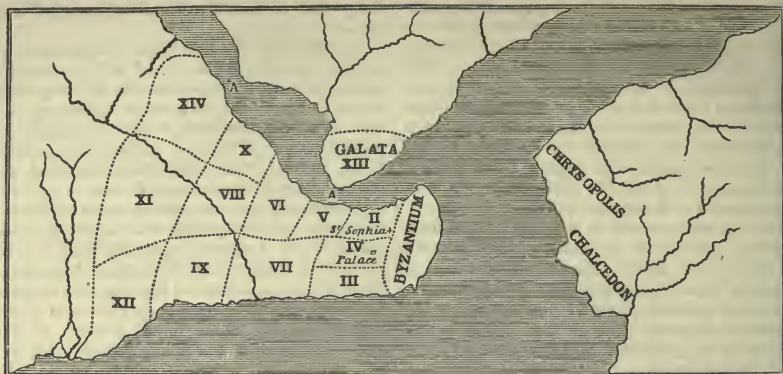 XIV
A
X
GALATA
XIII
XI
VIII
VI
A
V
II
St Sophia
IV
Palace
BYZANTIUM
IX
VII
III
XII
CHRYSOPOLIS
CHALCEDON